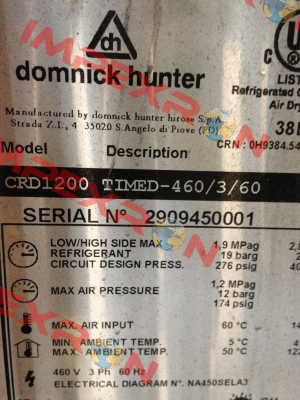 dh
domnick hunter
C U
LIST
Refrigerated
Air Dry
Manufactured by domnick hunter hiross S.p.A.
Strada Z.I., 4 35020 S.Angelo di Piove (PD)
CRN : 0H9384.54
Model Description
CRD1200 TIMED-460/3/60
SERIAL N° 2909450001
LOW/HIGH SIDE MAX 1,9 MPag
REFRIGERANT 19 barg
CIRCUIT DESIGN PRESS. 276 psig
MAX AIR PRESSURE 1,2 MPag
12 barg
174 psig
MAX. AIR INPUT 60 °C
MIN. AMBIENT TEMP. 5 °C
MAX. AMBIENT TEMP. 50 °C
460 V 3 Ph 60 Hz
ELECTRICAL DIAGRAM N°. NA450SELA3
IMPEXRON